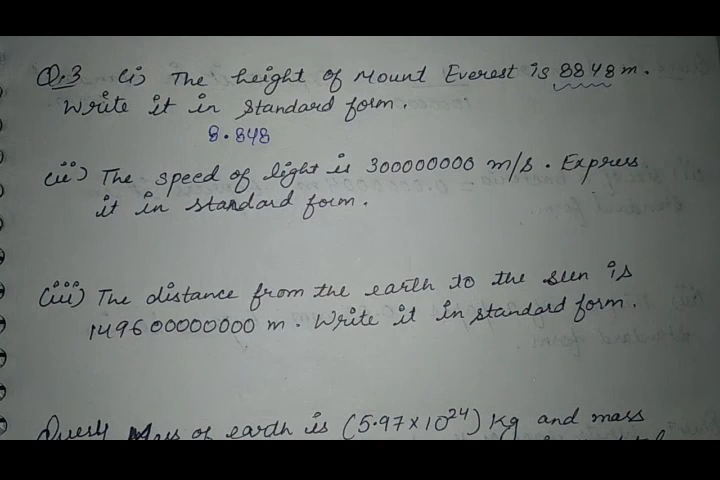 Q.3 (i) The height of Mount Everest is 8848 m.
Write it in standard form.
8.848
(ii) The speed of light is 300000000 m/s. Express
it in standard form.
(iii) The distance from the earth to the sun is
149600000000 m. Write it in standard form.
Mass of earth is (5.97×10²⁴) Kg and mass